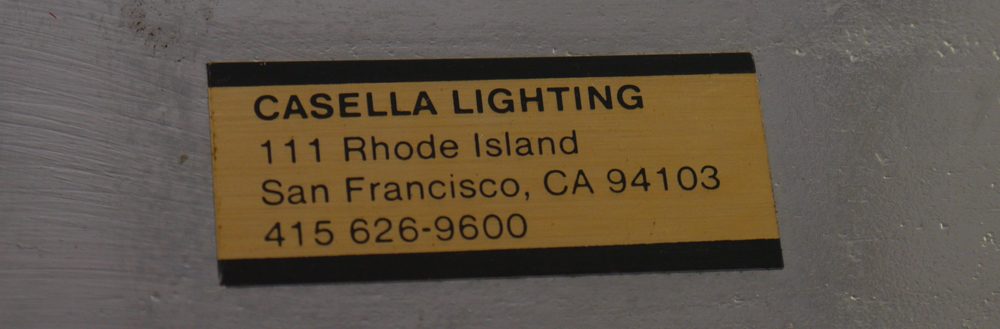 CASELLA LIGHTING
111 Rhode Island
San Francisco, CA 94103
415 626-9600